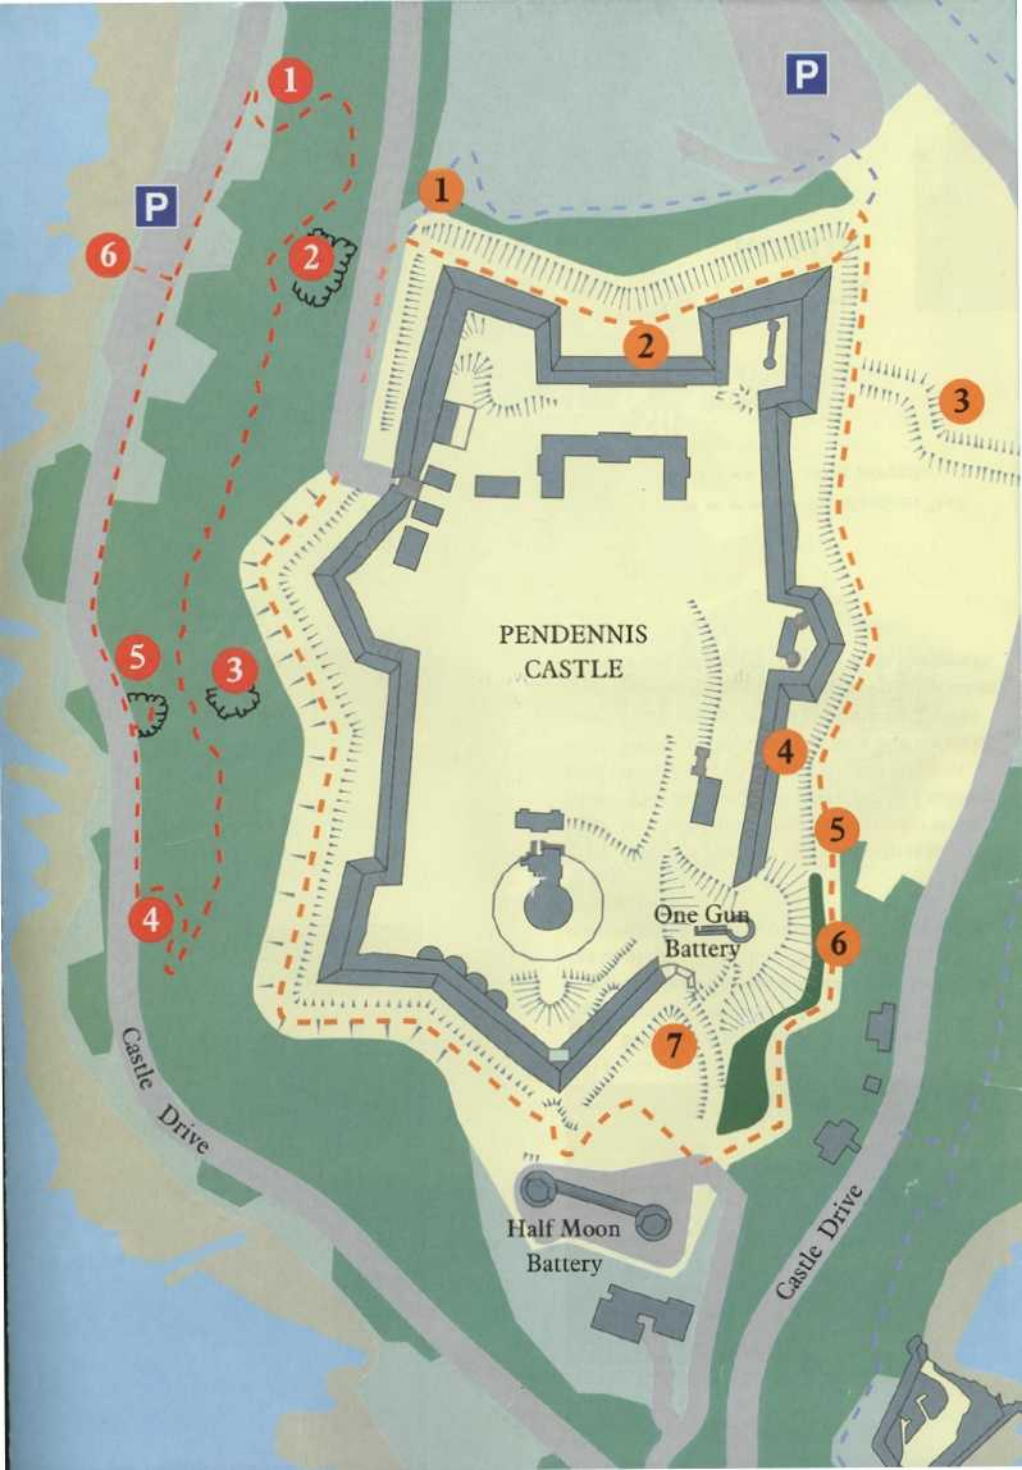 1
P
P
1
2
6
2
3
PENDENNIS
CASTLE
5
3
4
5
4
One Gun
Battery
6
7
Castle Drive
Half Moon
Battery
Castle Drive